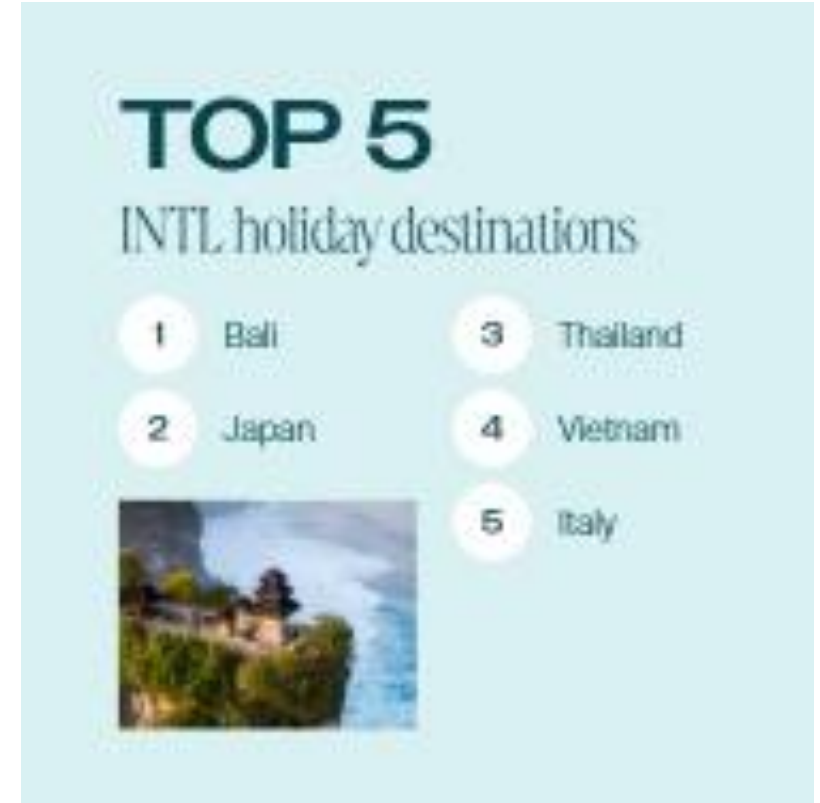 TOP 5
INTL holiday destinations
1 Bali
2 Japan
3 Thailand
4 Vietnam
5 Italy